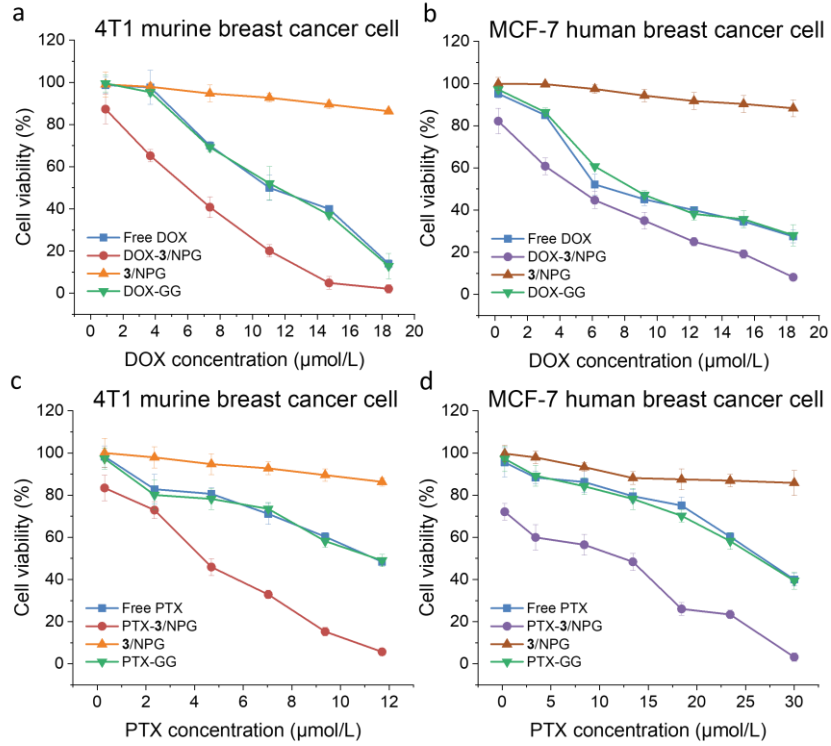 a
4T1 murine breast cancer cell
120
100
80
60
40
20
0
Cell viability (%)
Free DOX
DOX-3/NPG
3/NPG
DOX-GG
0 2 4 6 8 10 12 14 16 18 20
DOX concentration (µmol/L)
b
MCF-7 human breast cancer cell
120
100
80
60
40
20
0
Cell viability (%)
Free DOX
DOX-3/NPG
3/NPG
DOX-GG
0 2 4 6 8 10 12 14 16 18 20
DOX concentration (µmol/L)
c
4T1 murine breast cancer cell
120
100
80
60
40
20
0
Cell viability (%)
Free PTX
PTX-3/NPG
3/NPG
PTX-GG
0 2 4 6 8 10 12
PTX concentration (µmol/L)
d
MCF-7 human breast cancer cell
120
100
80
60
40
20
0
Cell viability (%)
Free PTX
PTX-3/NPG
3/NPG
PTX-GG
0 5 10 15 20 25 30
PTX concentration (µmol/L)